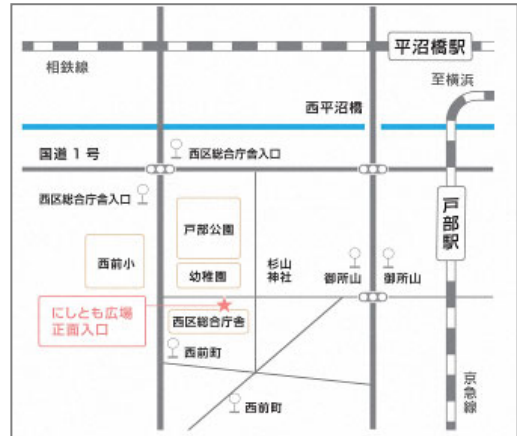 平沼橋駅
相鉄線
至横浜
西平沼橋
国道1号
西区総合庁舎入口
西区総合庁舎入口
戸部公園
戸部駅
西前小
幼稚園
杉山
神社
御所山
御所山
にしとも広場
正面入口
西区総合庁舎
西前町
西前町
京急線